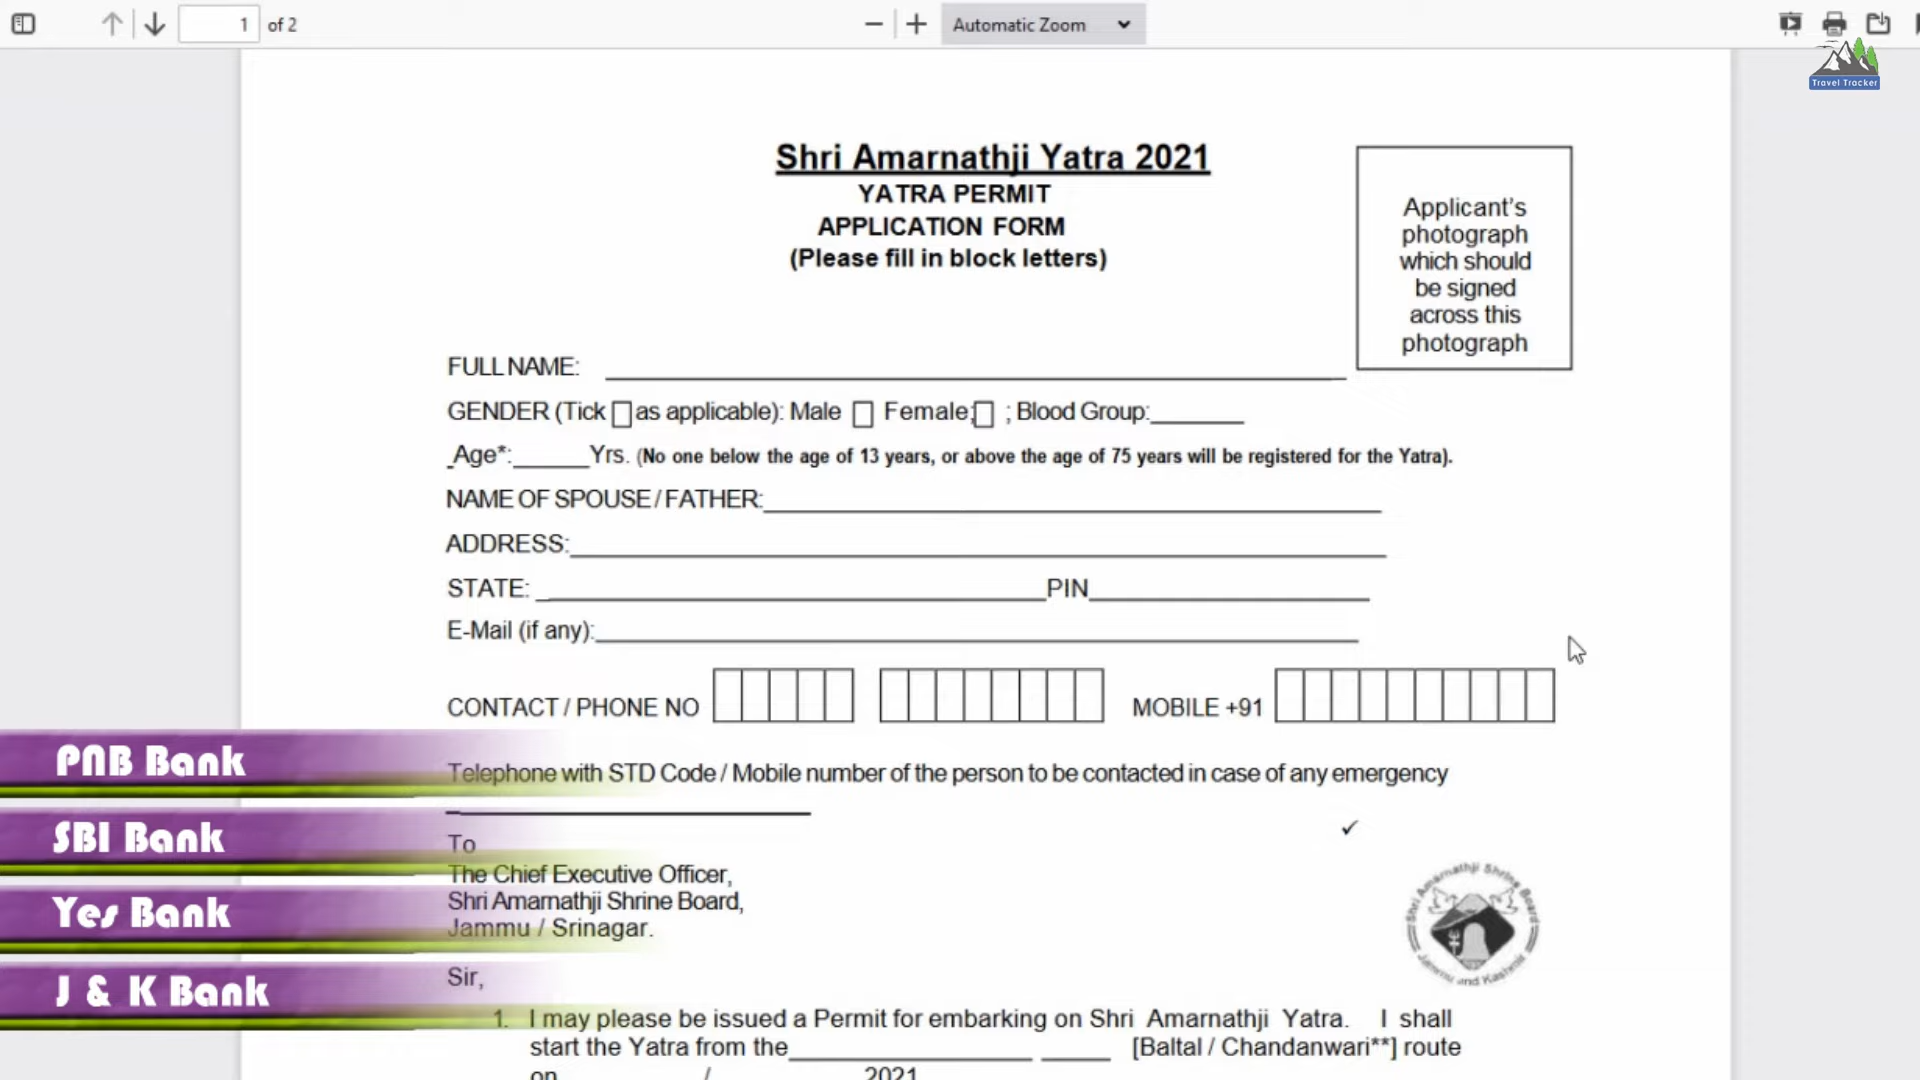 1 of 2
Automatic Zoom
Travel Tracker
Shri Amarnathji Yatra 2021
YATRA PERMIT
APPLICATION FORM
(Please fill in block letters)
Applicant's
photograph
which should
be signed
across this
photograph
FULL NAME:
GENDER (Tick as applicable): Male Female; ; Blood Group:
Age*: Yrs. (No one below the age of 13 years, or above the age of 75 years will be registered for the Yatra).
NAME OF SPOUSE / FATHER:
ADDRESS:
STATE: PIN
E-Mail (if any):
CONTACT / PHONE NO MOBILE +91
Telephone with STD Code / Mobile number of the person to be contacted in case of any emergency
To
The Chief Executive Officer,
Shri Amarnathji Shrine Board,
Jammu / Srinagar.
Shri Amarnathji Shrine Board
Jammu and Kashmir
Sir,
1. I may please be issued a Permit for embarking on Shri Amarnathji Yatra. I shall
start the Yatra from the [Baltal / Chandanwari**] route
on / 2021
PNB Bank
SBI Bank
Yes Bank
J & K Bank